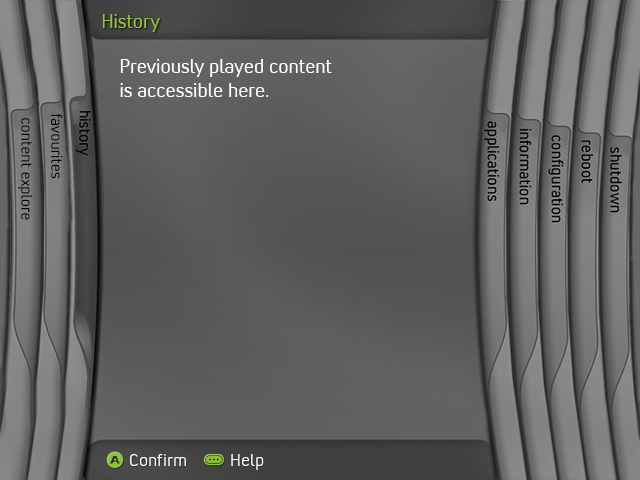 History
Previously played content
is accessible here.
content explore
favourites
history
applications
information
configuration
reboot
shutdown
A Confirm Help